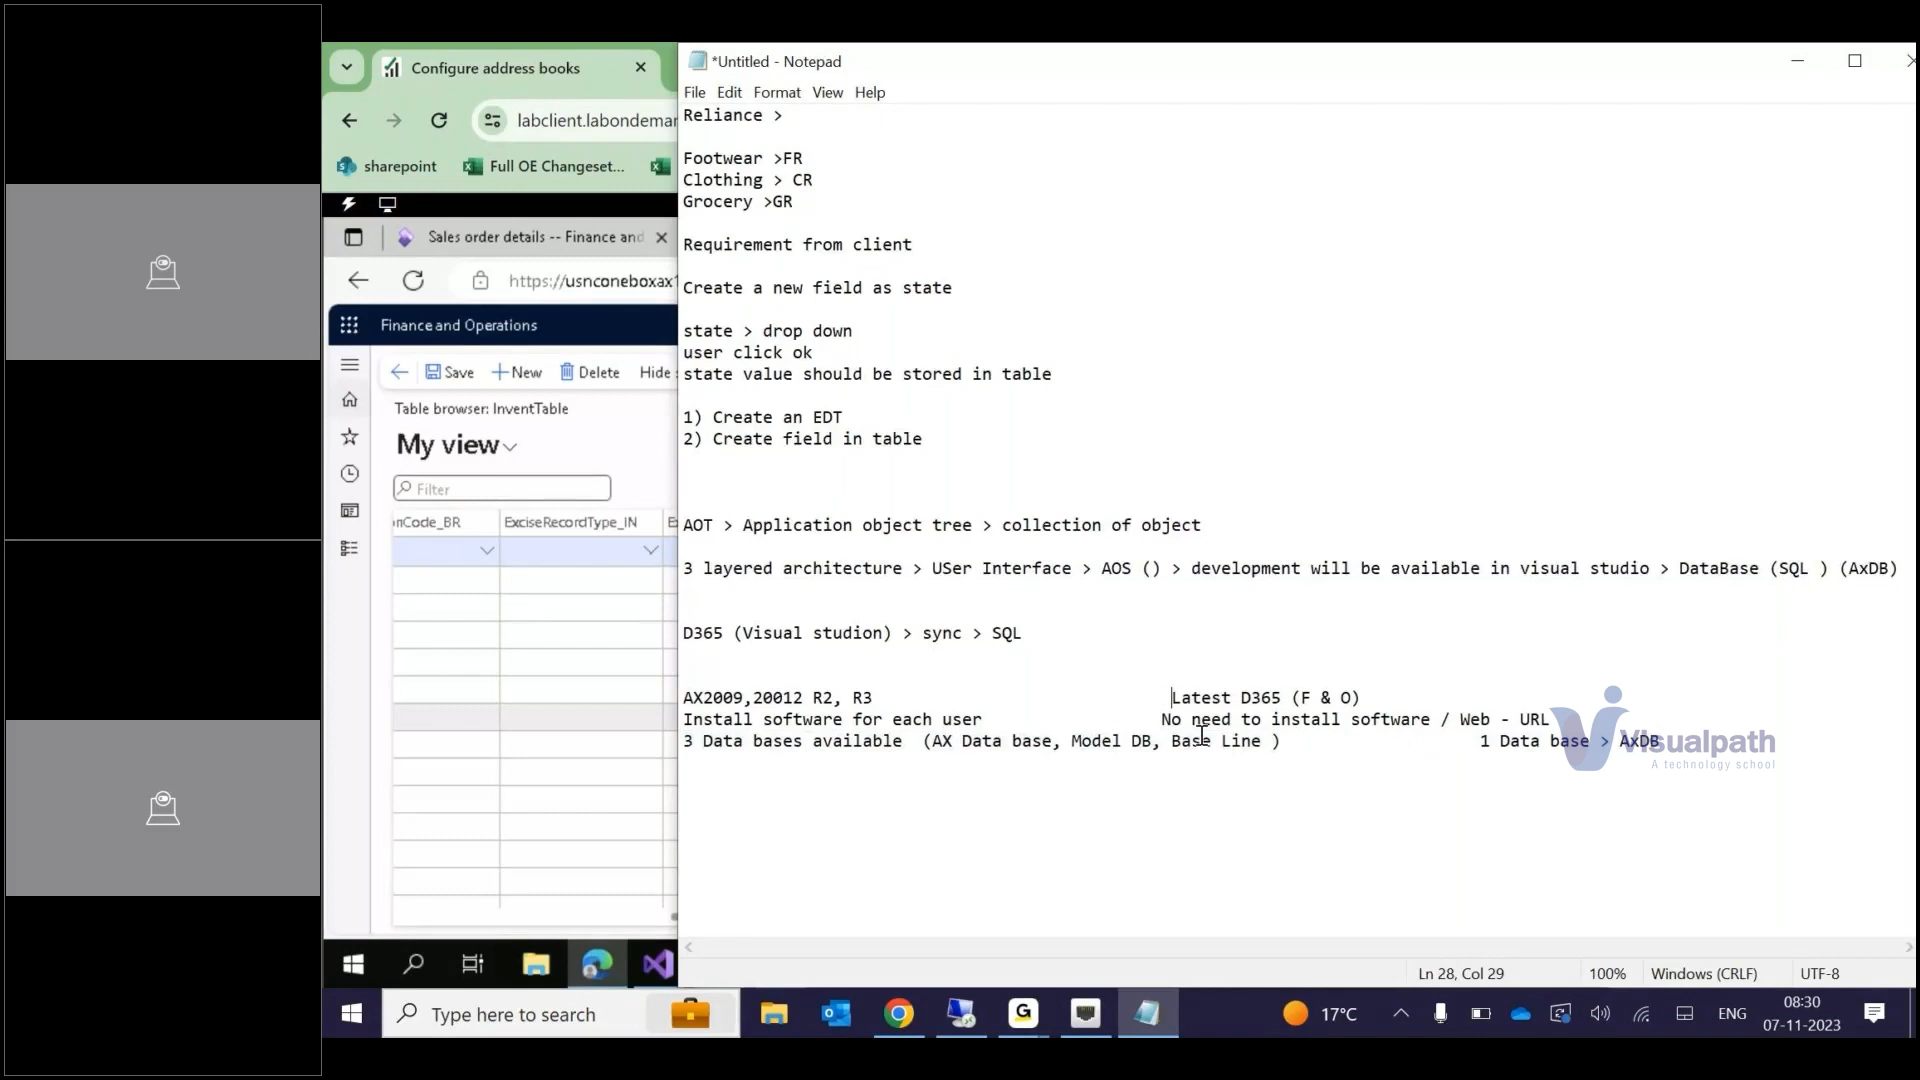 Configure address books
labclient.labondemar
sharepoint
Full OE Changeset...
Sales order details -- Finance and
https://usnconeboxax1
Finance and Operations
Save
New
Delete
Hide
Table browser: InventTable
My view
Filter
nCode_BR
ExciseRecordType_IN
*Untitled - Notepad
File Edit Format View Help
Reliance >
Footwear >FR
Clothing > CR
Grocery >GR
Requirement from client
Create a new field as state
state > drop down
user click ok
state value should be stored in table
1) Create an EDT
2) Create field in table
AOT > Application object tree > collection of object
3 layered architecture > USer Interface > AOS () > development will be available in visual studio > DataBase (SQL ) (AxDB)
D365 (Visual studion) > sync > SQL
AX2009,20012 R2, R3 Latest D365 (F & O)
Install software for each user No need to install software / Web - URL
3 Data bases available (AX Data base, Model DB, Base Line ) 1 Data base > AxDB
Visualpath
A technology school
Ln 28, Col 29
100%
Windows (CRLF)
UTF-8
Type here to search
17°C
ENG
08:30
07-11-2023